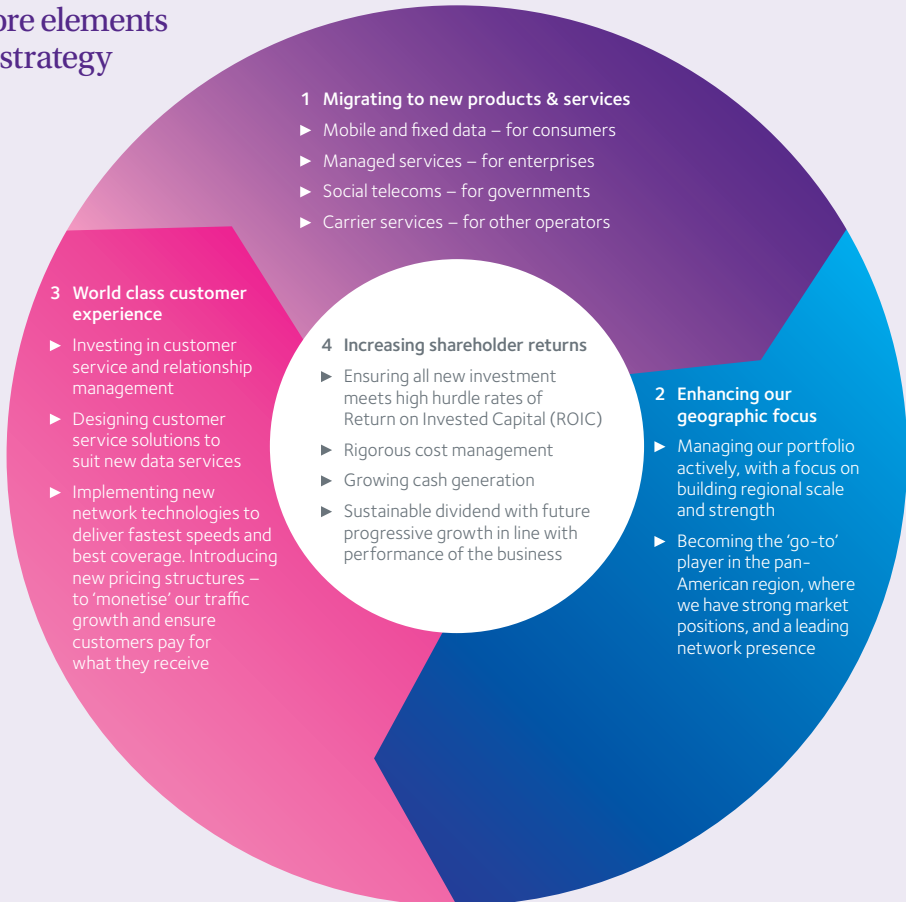 elements
strategy
1 Migrating to new products & services
► Mobile and fixed data – for consumers
► Managed services – for enterprises
► Social telecoms – for governments
► Carrier services – for other operators
2 Enhancing our
geographic focus
► Managing our portfolio
actively, with a focus on
building regional scale
and strength
► Becoming the ‘go-to’
player in the pan-
American region, where
we have strong market
positions, and a leading
network presence
3 World class customer
experience
► Investing in customer
service and relationship
management
► Designing customer
service solutions to
suit new data services
► Implementing new
network technologies to
deliver fastest speeds and
best coverage. Introducing
new pricing structures –
to ‘monetise’ our traffic
growth and ensure
customers pay for
what they receive
4 Increasing shareholder returns
► Ensuring all new investment
meets high hurdle rates of
Return on Invested Capital (ROIC)
► Rigorous cost management
► Growing cash generation
► Sustainable dividend with future
progressive growth in line with
performance of the business